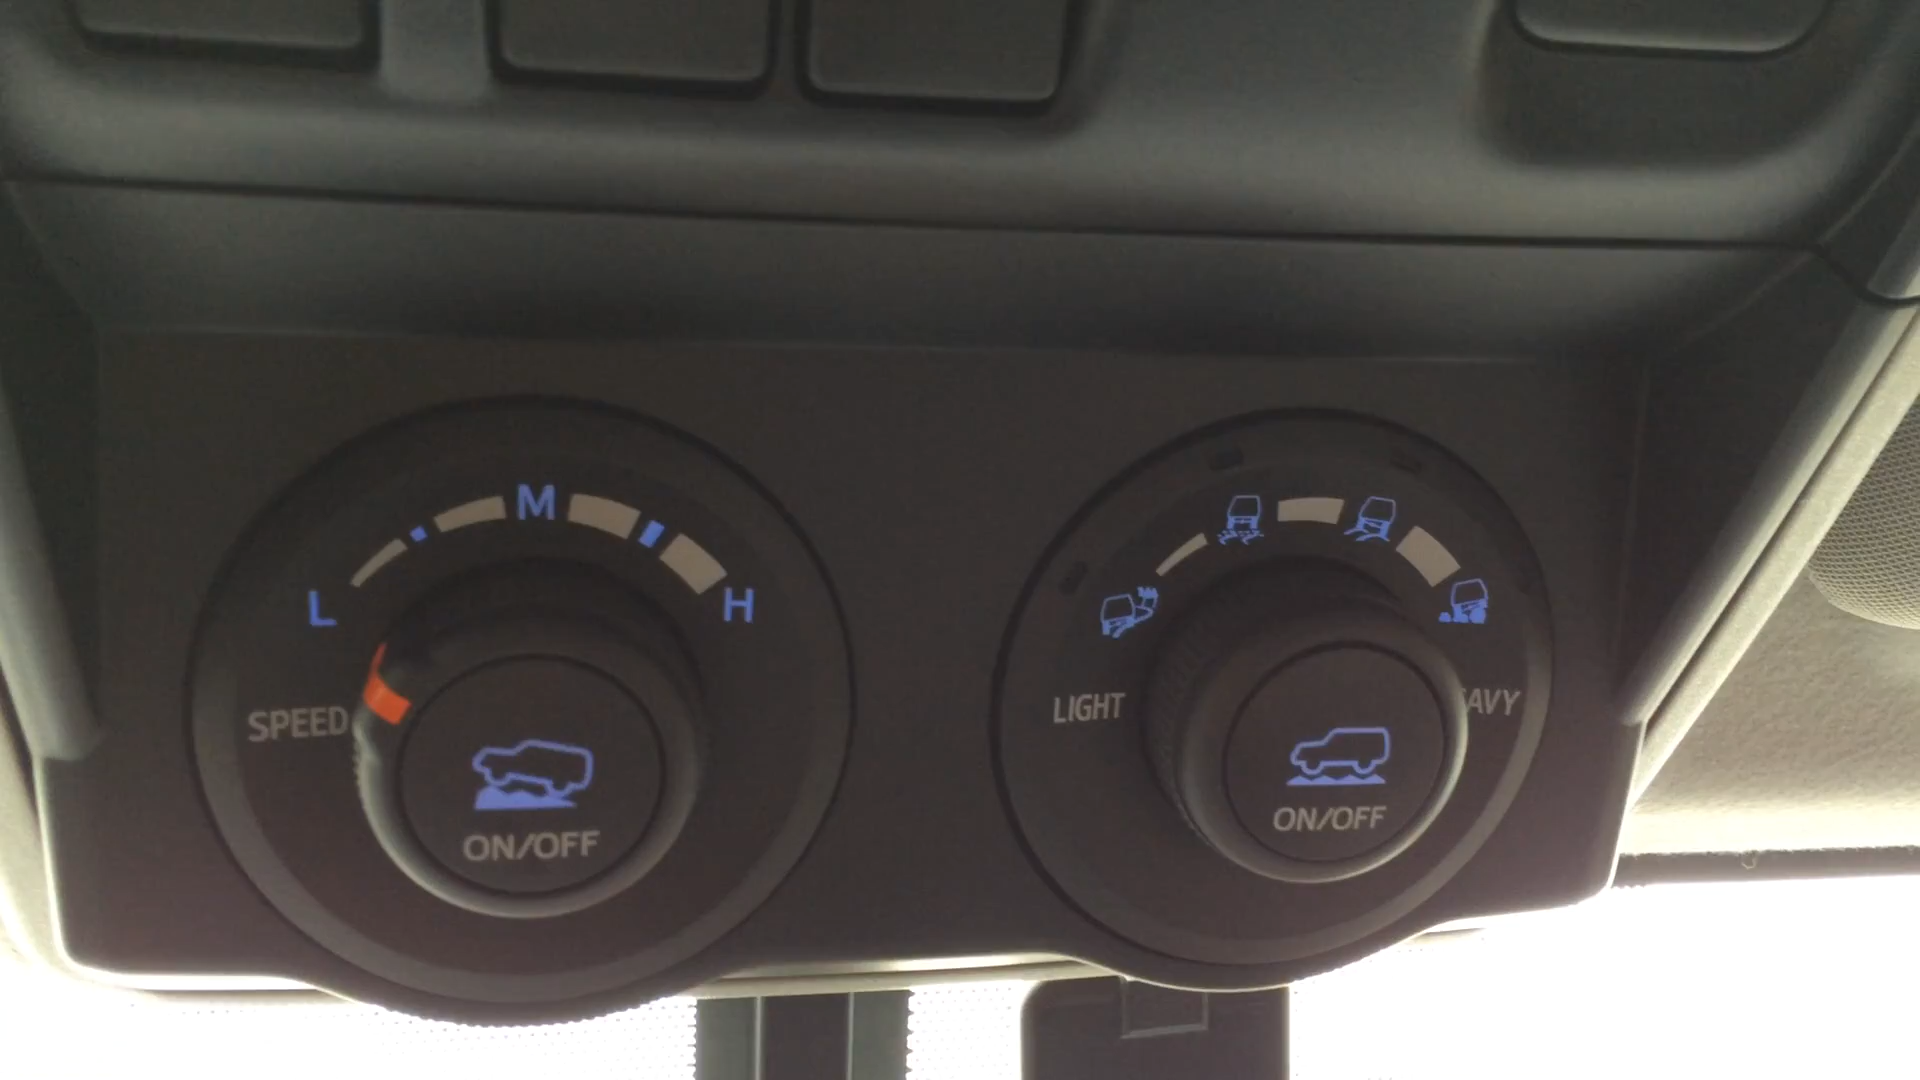 M
L
H
SPEED
LIGHT
AVY
ON/OFF
ON/OFF